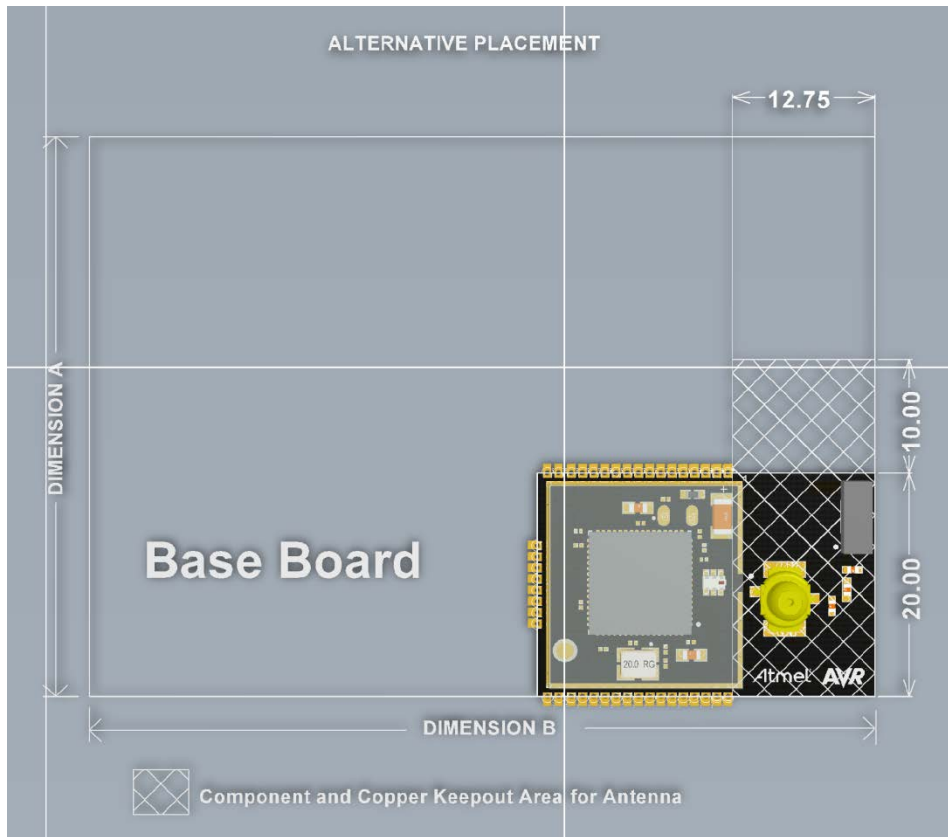 ALTERNATIVE PLACEMENT
12.75
DIMENSION A
10.00
Base Board
20.00
20.0 RG
Atmel AVR
DIMENSION B
Component and Copper Keepout Area for Antenna